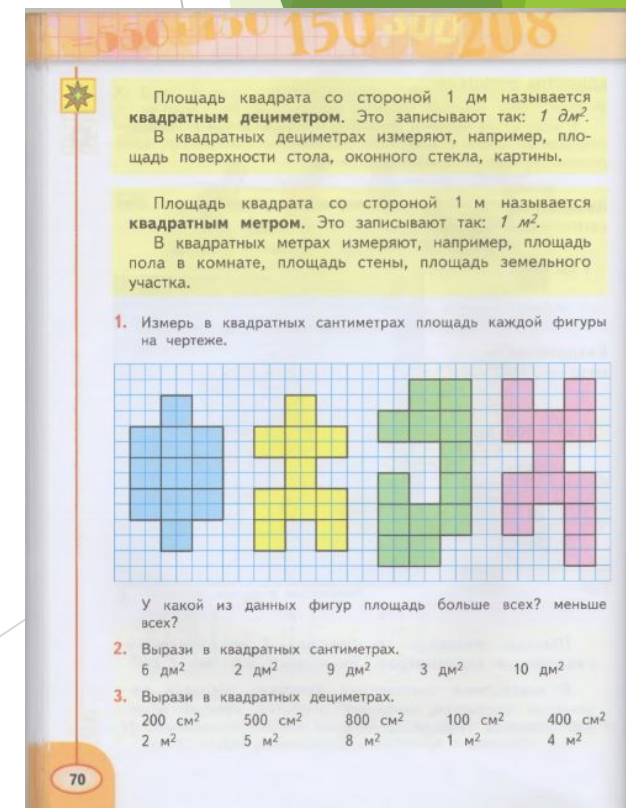 =550 1150 150 300 208
Площадь квадрата со стороной 1 дм называется
квадратным дециметром. Это записывают так: 1 дм².
В квадратных дециметрах измеряют, например, пло-
щадь поверхности стола, оконного стекла, картины.
Площадь квадрата со стороной 1 м называется
квадратным метром. Это записывают так: 1 м².
В квадратных метрах измеряют, например, площадь
пола в комнате, площадь стены, площадь земельного
участка.
1. Измерь в квадратных сантиметрах площадь каждой фигуры
на чертеже.
У какой из данных фигур площадь больше всех? меньше
всех?
2. Вырази в квадратных сантиметрах.
6 дм² 2 дм² 9 дм² 3 дм² 10 дм²
3. Вырази в квадратных дециметрах.
200 см² 500 см² 800 см² 100 см² 400 см²
2 м² 5 м² 8 м² 1 м² 4 м²
70